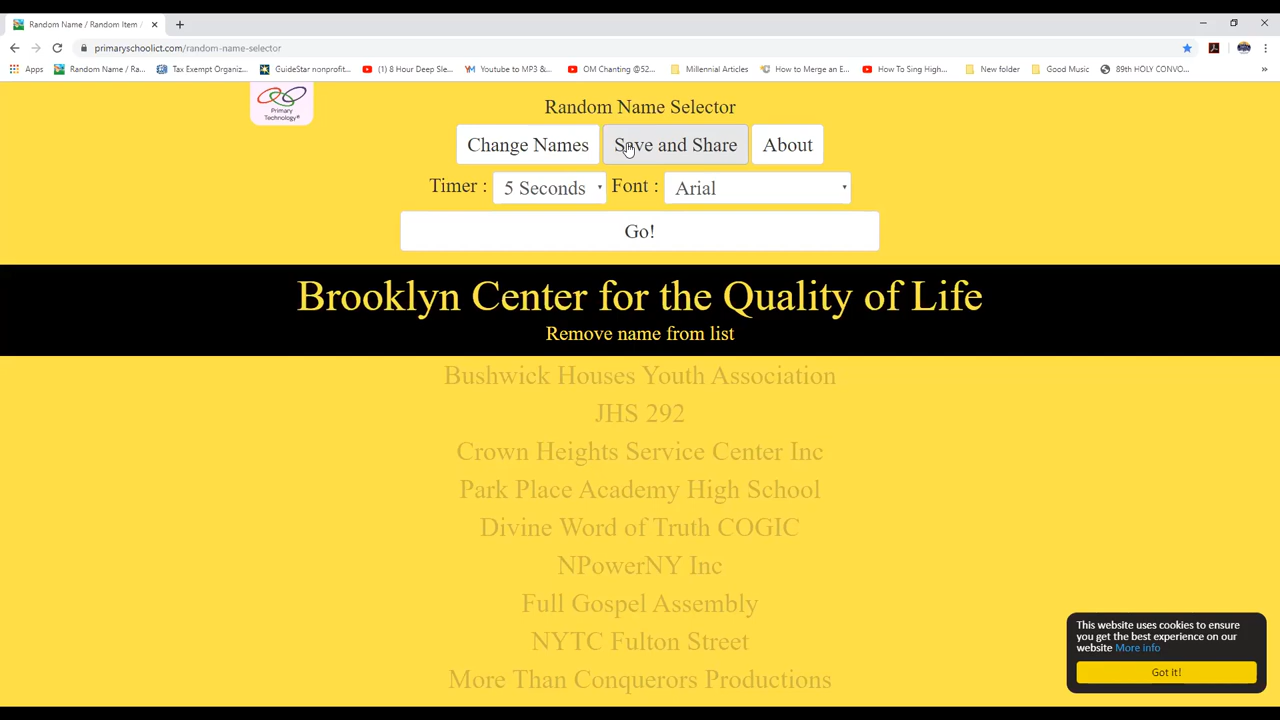 Random Name / Random Item /
primaryschoolict.com/random-name-selector
Apps
Random Name / Ra...
Tax Exempt Organiz...
GuideStar nonprofit...
(1) 8 Hour Deep Sle...
Youtube to MP3 &...
OM Chanting @52...
Millennial Articles
How to Merge an E...
How To Sing High...
New folder
Good Music
89th HOLY CONVO...
»
Primary
Technology®
Random Name Selector
Change Names
Save and Share
About
Timer : 5 Seconds Font : Arial
Go!
Brooklyn Center for the Quality of Life
Remove name from list
Bushwick Houses Youth Association
JHS 292
Crown Heights Service Center Inc
Park Place Academy High School
Divine Word of Truth COGIC
NPowerNY Inc
Full Gospel Assembly
NYTC Fulton Street
More Than Conquerors Productions
This website uses cookies to ensure
you get the best experience on our
website More info
Got it!